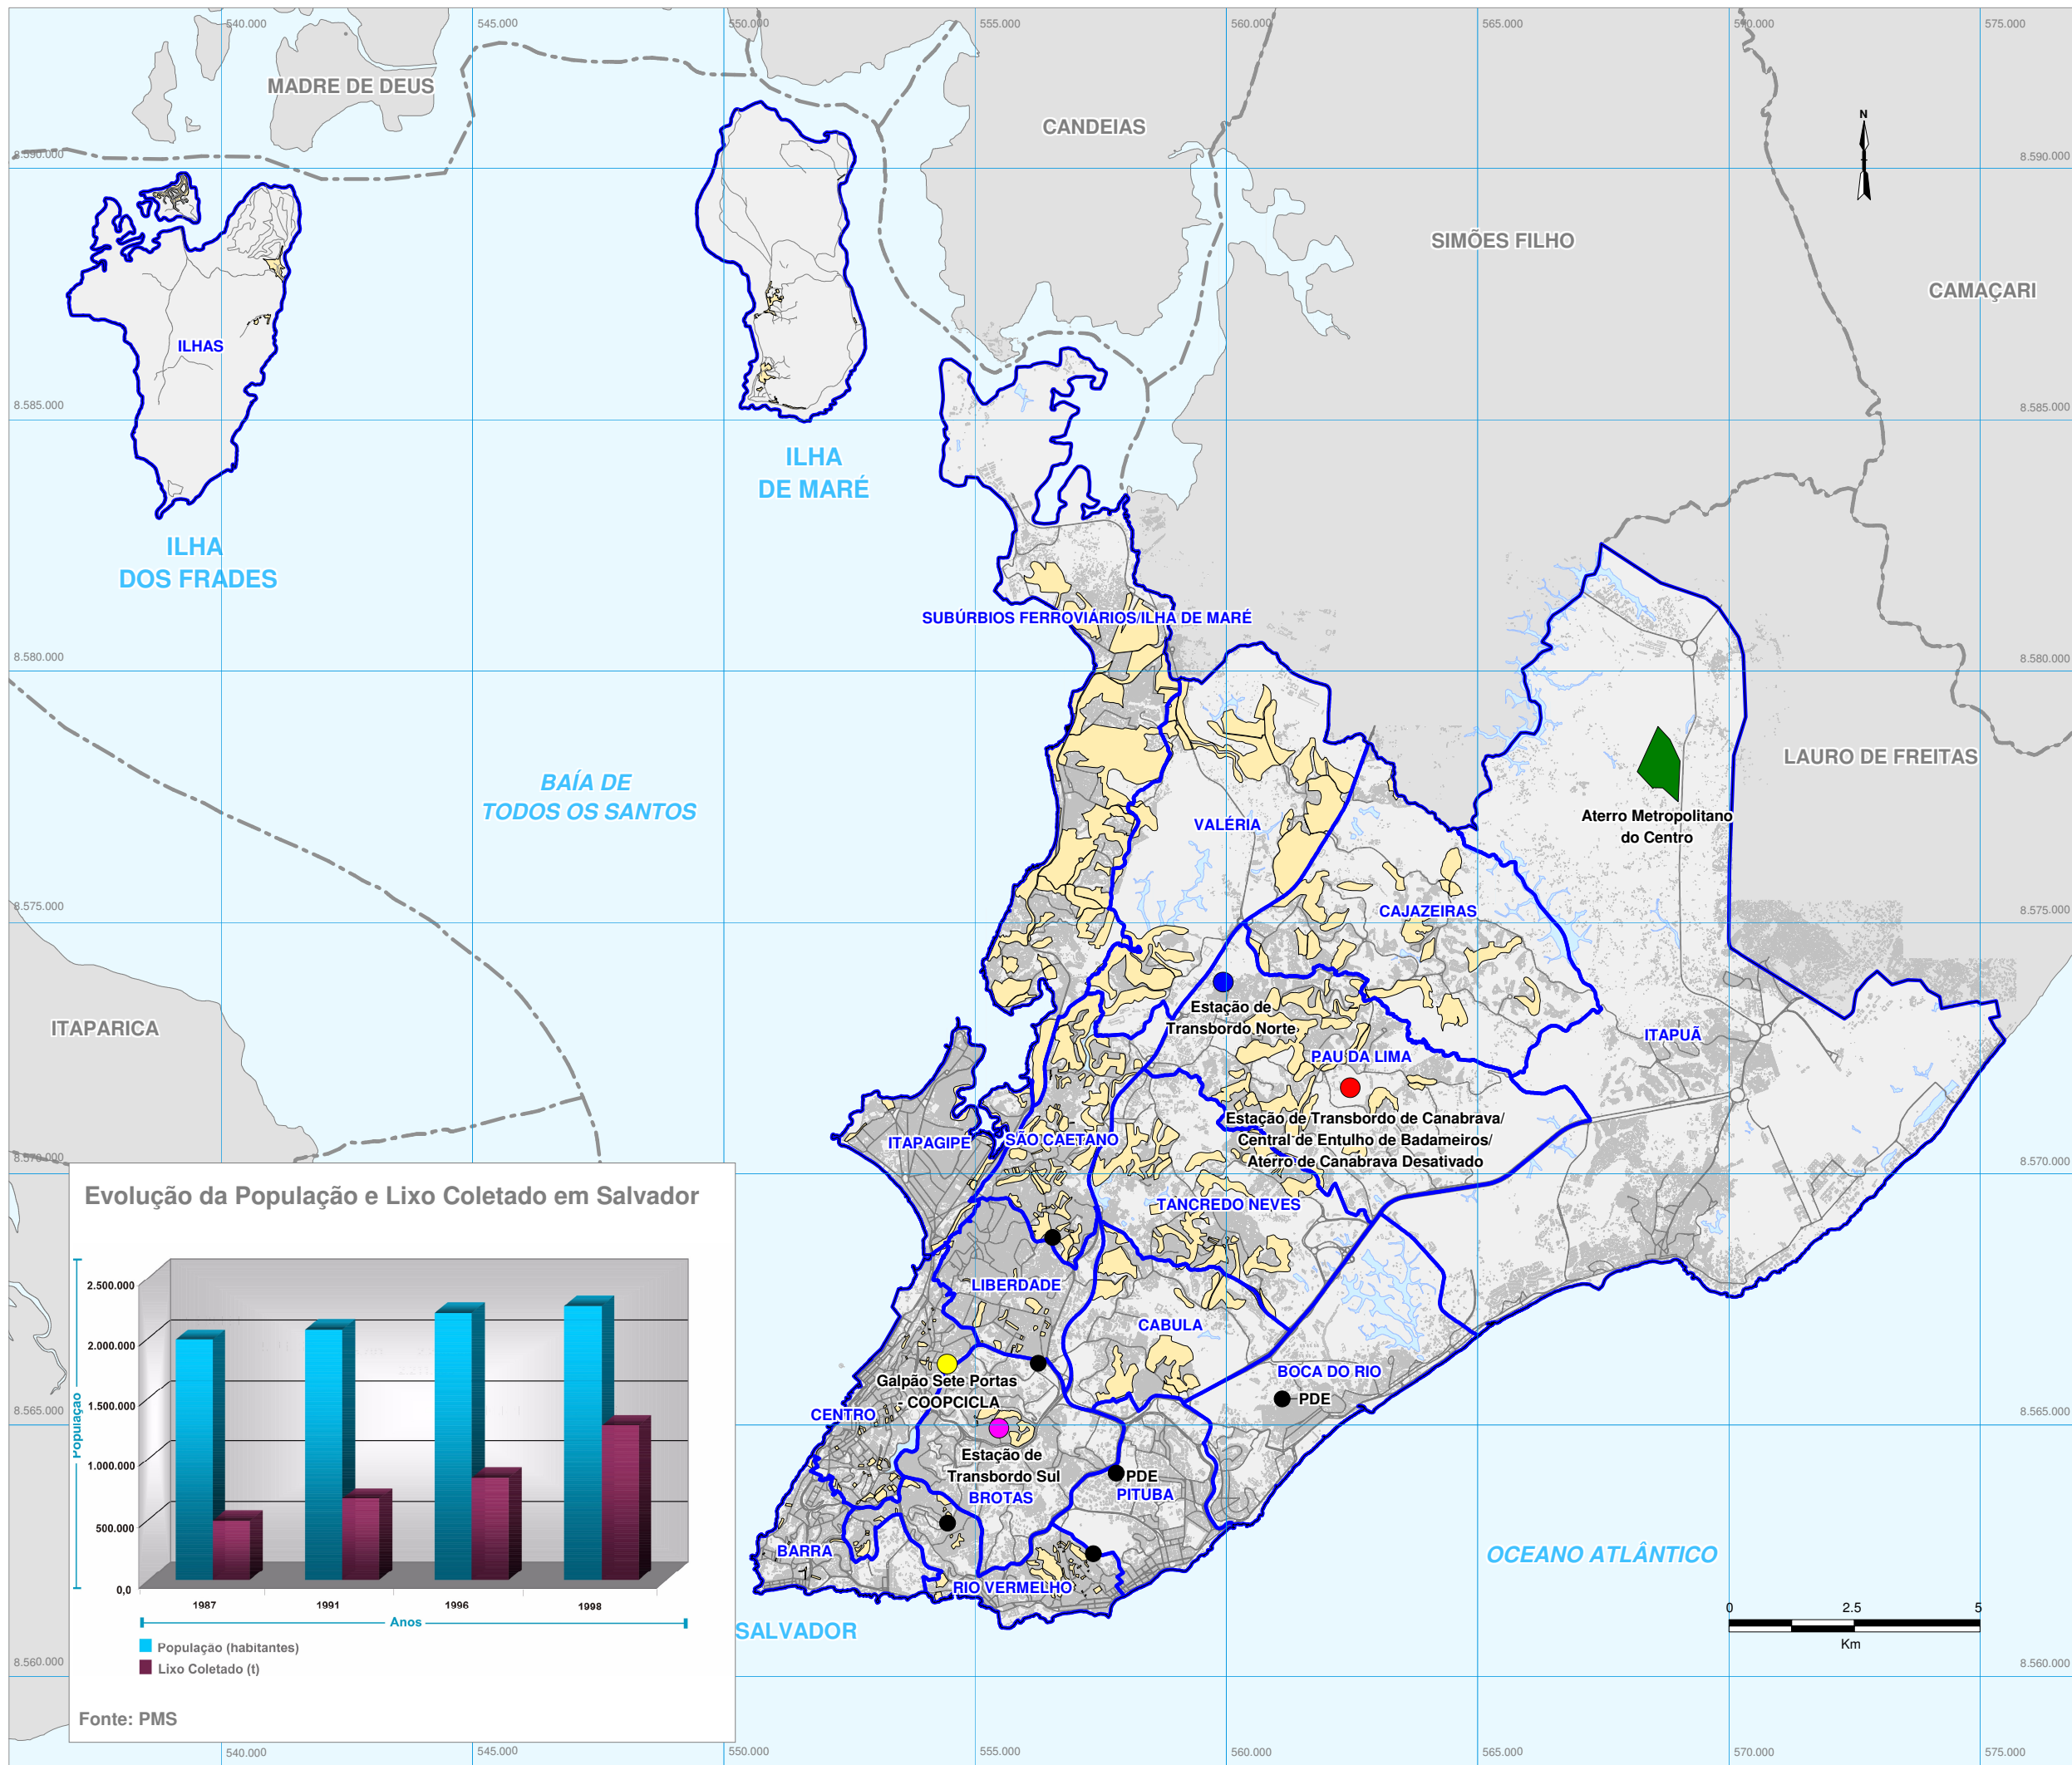 540.000
545.000
550.000
555.000
560.000
565.000
570.000
575.000
MADRE DE DEUS
CANDEIAS
N
8.590.000
8.590.000
SIMÕES FILHO
CAMAÇARI
ILHAS
8.585.000
8.585.000
ILHA
DE MARÉ
ILHA
DOS FRADES
SUBÚRBIOS FERROVIÁRIOS/ILHA DE MARÉ
8.580.000
8.580.000
LAURO DE FREITAS
BAÍA DE
TODOS OS SANTOS
Aterro Metropolitano
do Centro
VALÉRIA
8.575.000
8.575.000
CAJAZEIRAS
Estação de
Transbordo Norte
ITAPARICA
ITAPUÃ
PAU DA LIMA
Estação de Transbordo de Canabrava/
Central de Entulho de Badameiros/
Aterro de Canabrava Desativado
ITAPAGIPE
SÃO CAETANO
8.570.000
8.570.000
TANCREDO NEVES
LIBERDADE
CABULA
BOCA DO RIO
PDE
Galpão Sete Portas
- COOPCICLA
CENTRO
8.565.000
Estação de
Transbordo Sul
BROTAS
PDE
PITUBA
BARRA
RIO VERMELHO
OCEANO ATLÂNTICO
SALVADOR
0
2.5
5
Km
8.560.000
8.560.000
Evolução da População e Lixo Coletado em Salvador
População
2.500.000
2.000.000
1.500.000
1.000.000
500.000
0,0
1987
1991
1996
1998
Anos
População (habitantes)
Lixo Coletado (t)
Fonte: PMS
8.565.000
540.000
545.000
550.000
555.000
560.000
565.000
570.000
575.000